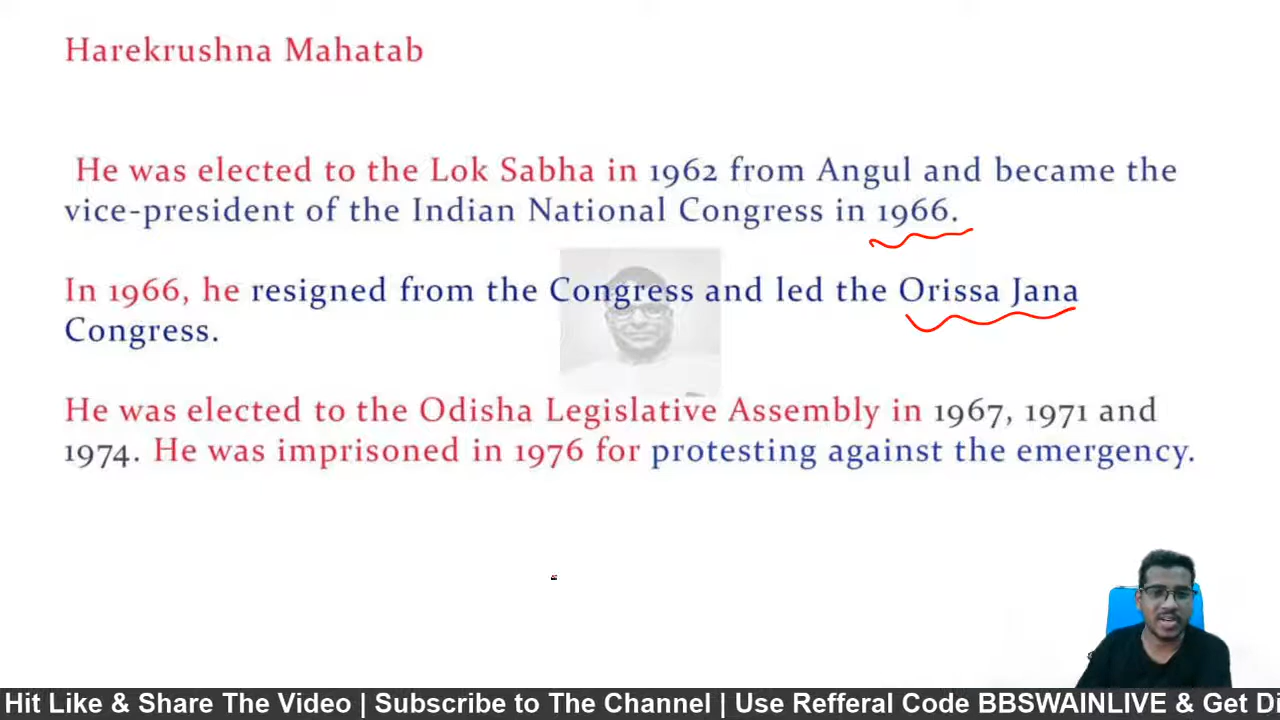 Harekrushna Mahatab
He was elected to the Lok Sabha in 1962 from Angul and became the
vice-president of the Indian National Congress in 1966.
In 1966, he resigned from the Congress and led the Orissa Jana
Congress.
He was elected to the Odisha Legislative Assembly in 1967, 1971 and
1974. He was imprisoned in 1976 for protesting against the emergency.
Hit Like & Share The Video | Subscribe to The Channel | Use Refferal Code BBSWAINLIVE & Get Di